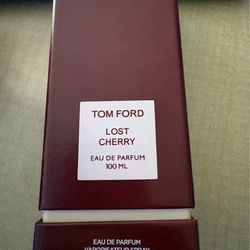 TOM FORD
LOST
CHERRY
EAU DE PARFUM
100 ML
EAU DE PARFUM
VAPORISATEUR SPRAY